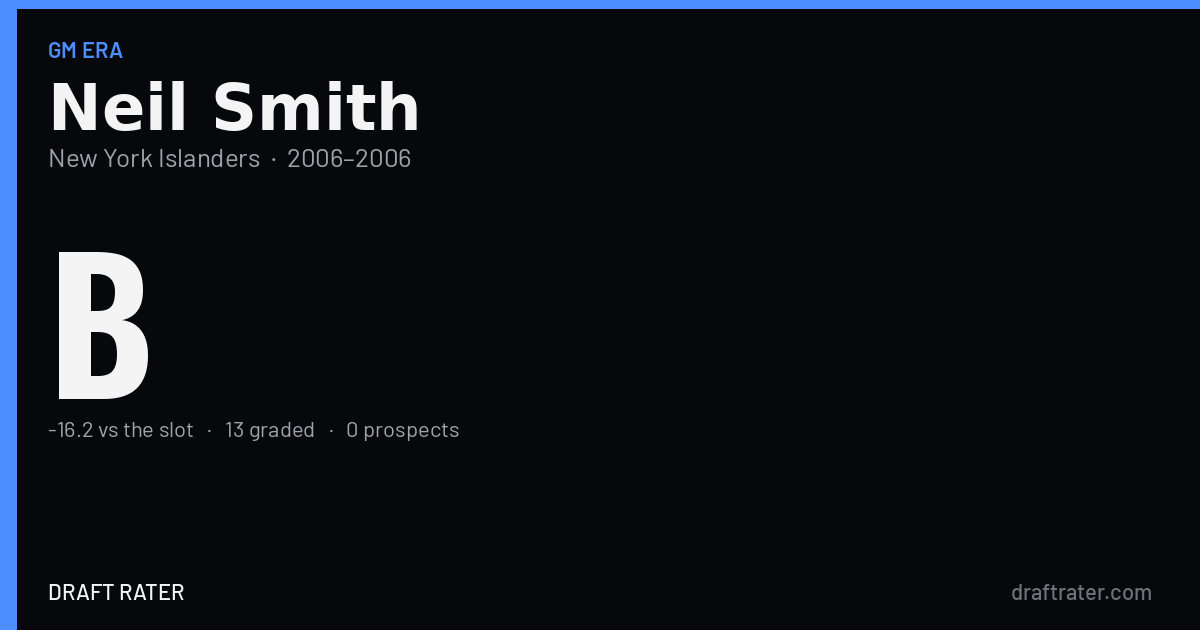 GM ERA
Neil Smith
New York Islanders · 2006–2006
B
-16.2 vs the slot · 13 graded · 0 prospects
DRAFT RATER
draftrater.com